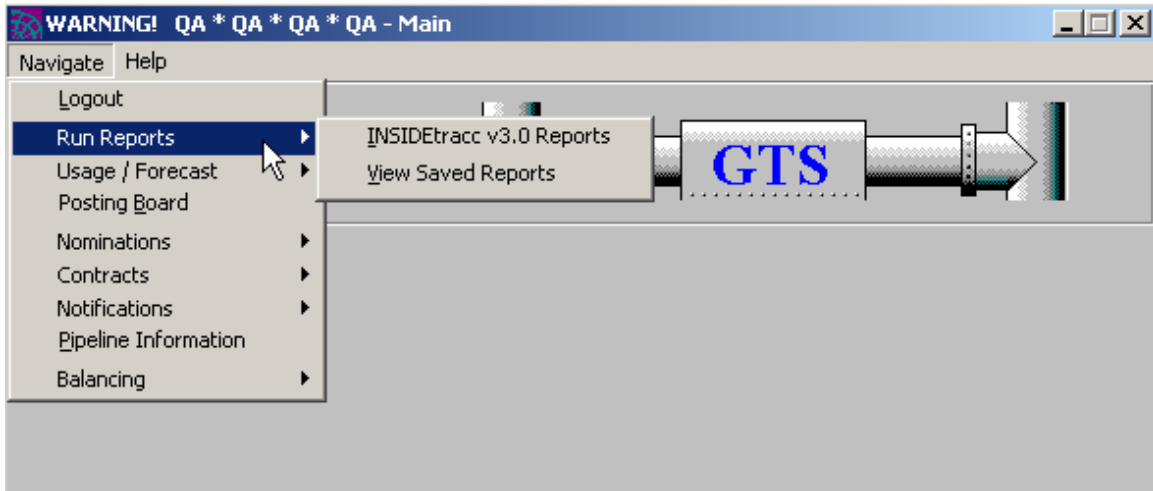 WARNING! QA * QA * QA * QA - Main
Navigate Help
Logout
Run Reports
INSIDEtracc v3.0 Reports
View Saved Reports
Usage / Forecast
Posting Board
Nominations
Contracts
Notifications
Pipeline Information
Balancing
GTS